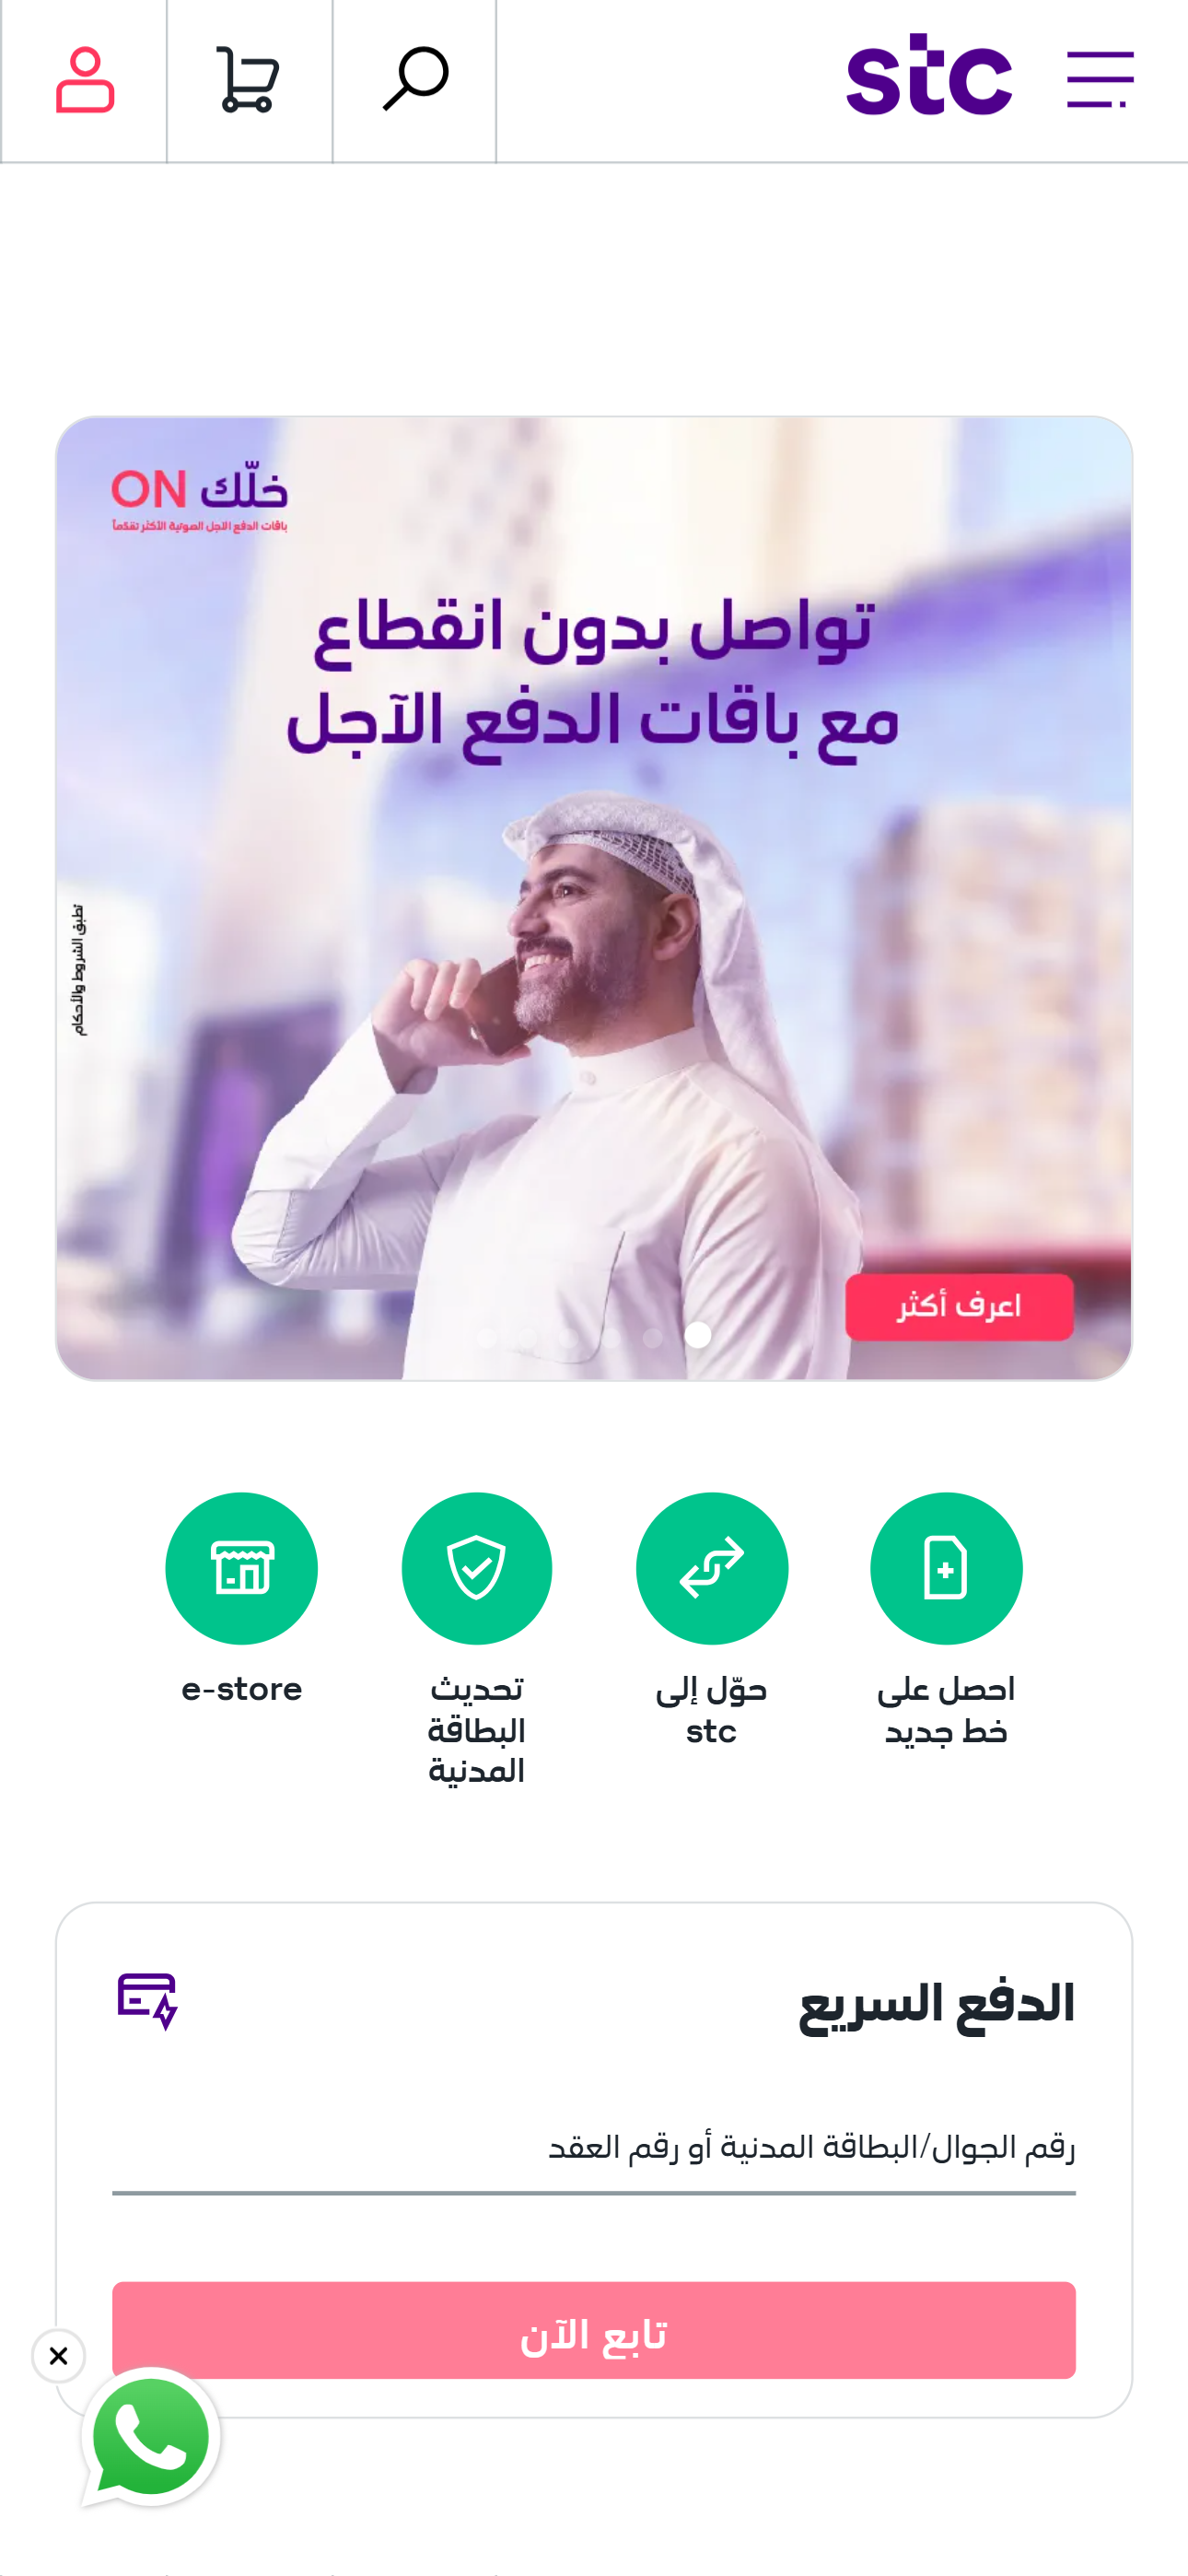 stc
خلّك ON
باقات الدفع الآجل الصوتية الأكثر تقدّماً
تواصل بدون انقطاع
مع باقات الدفع الآجل
تطبق الشروط والأحكام
اعرف أكثر
احصل على
خط جديد
حوّل إلى
stc
تحديث
البطاقة
المدنية
e-store
الدفع السريع
رقم الجوال/البطاقة المدنية أو رقم العقد
تابع الآن